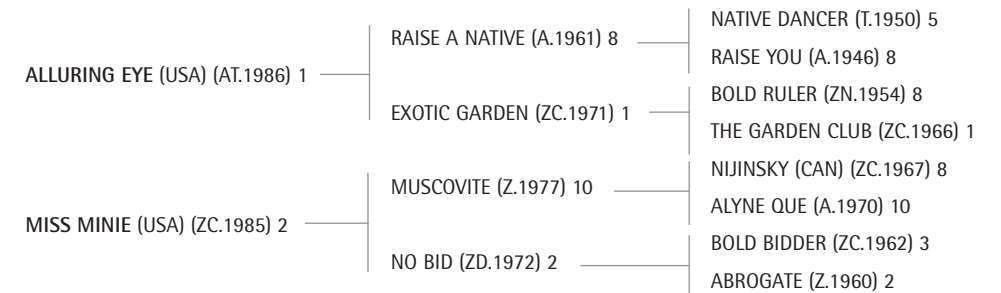 ALLURING EYE (USA) (AT.1986) 1
RAISE A NATIVE (A.1961) 8
NATIVE DANCER (T.1950) 5
RAISE YOU (A.1946) 8
EXOTIC GARDEN (ZC.1971) 1
BOLD RULER (ZN.1954) 8
THE GARDEN CLUB (ZC.1966) 1
MISS MINIE (USA) (ZC.1985) 2
MUSCOVITE (Z.1977) 10
NIJINSKY (CAN) (ZC.1967) 8
ALYNE QUE (A.1970) 10
NO BID (ZD.1972) 2
BOLD BIDDER (ZC.1962) 3
ABROGATE (Z.1960) 2